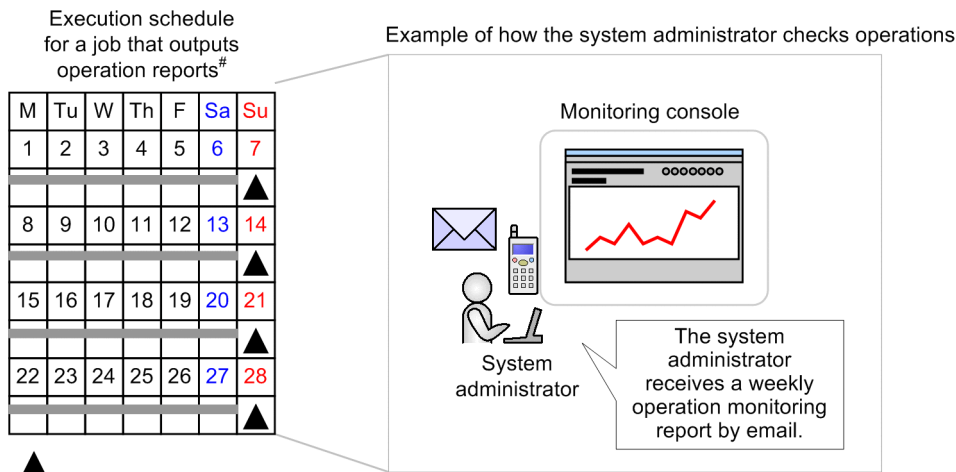 Execution schedule
for a job that outputs
operation reports#
Example of how the system administrator checks operations
M Tu W Th F Sa Su
1 2 3 4 5 6 7
8 9 10 11 12 13 14
15 16 17 18 19 20 21
22 23 24 25 26 27 28
Monitoring console
System
administrator
The system
administrator
receives a weekly
operation monitoring
report by email.